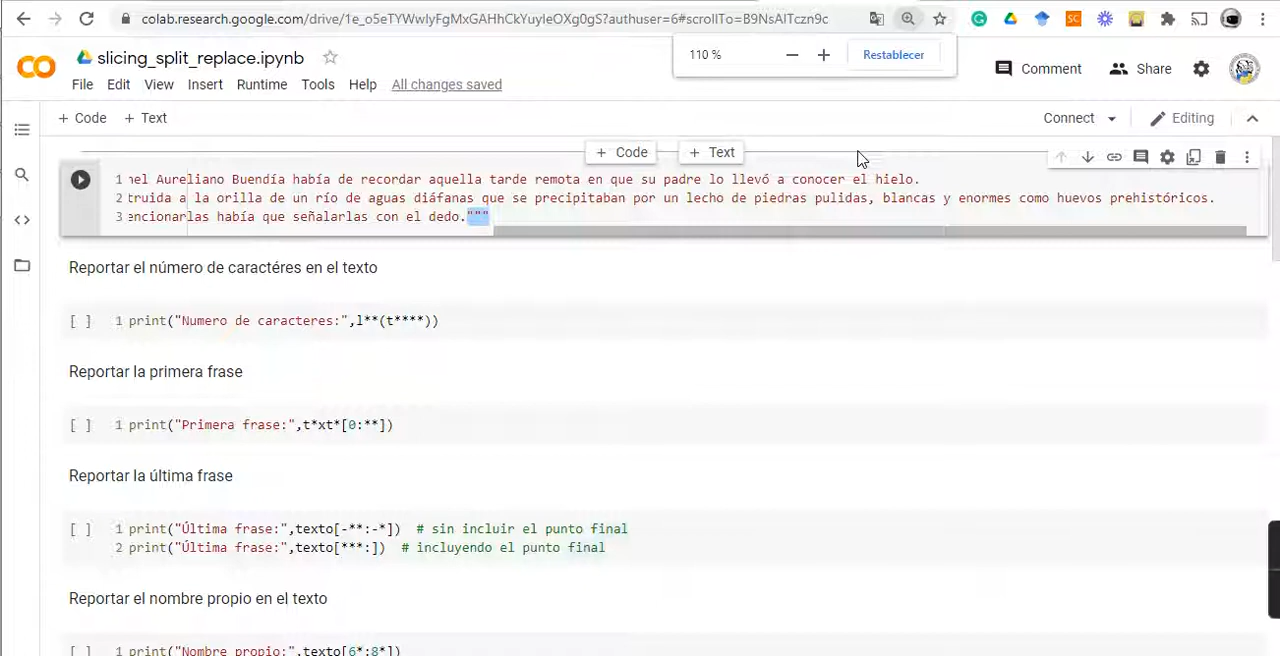 colab.research.google.com/drive/1e_o5eTYWwlyFgMxGAHhCkYuyIeOXg0gS?authuser=6#scrollTo=B9NsAITczn9c
slicing_split_replace.ipynb
110 %
Restablecer
Comment
Share
File Edit View Insert Runtime Tools Help All changes saved
+ Code + Text
Connect
Editing
+ Code + Text
1 nel Aureliano Buendía había de recordar aquella tarde remota en que su padre lo llevó a conocer el hielo.
2 truida a la orilla de un río de aguas diáfanas que se precipitaban por un lecho de piedras pulidas, blancas y enormes como huevos prehistóricos.
3 encionarlas había que señalarlas con el dedo."""
Reportar el número de caractéres en el texto
[ ] 1 print("Numero de caracteres:",l**(t****))
Reportar la primera frase
[ ] 1 print("Primera frase:",t*xt*[0:**])
Reportar la última frase
[ ] 1 print("Última frase:",texto[-**:-*]) # sin incluir el punto final
2 print("Última frase:",texto[***:]) # incluyendo el punto final
Reportar el nombre propio en el texto
[ ] 1 print("Nombre propio:",texto[6*:8*])